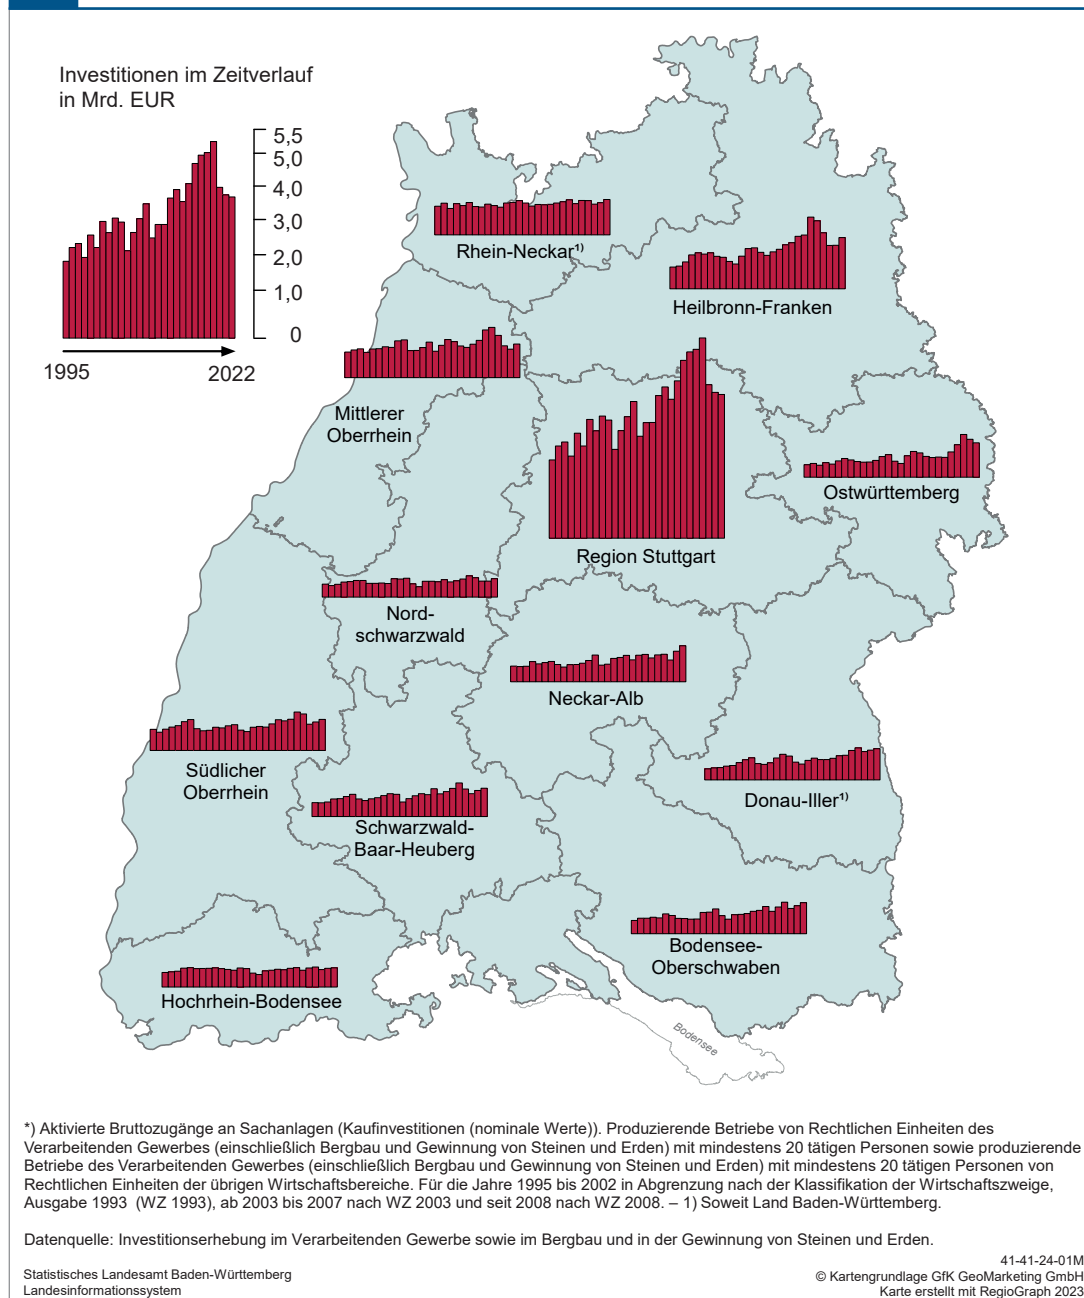 Investitionen im Zeitverlauf
in Mrd. EUR
5,5
5,0
4,0
3,0
2,0
1,0
0
1995
2022
Rhein-Neckar¹⁾
Heilbronn-Franken
Mittlerer
Oberrhein
Ostwürttemberg
Region Stuttgart
Nord-
schwarzwald
Neckar-Alb
Südlicher
Oberrhein
Donau-Iller¹⁾
Schwarzwald-
Baar-Heuberg
Bodensee-
Oberschwaben
Hochrhein-Bodensee
Bodensee
*) Aktivierte Bruttozugänge an Sachanlagen (Kaufinvestitionen (nominale Werte)). Produzierende Betriebe von Rechtlichen Einheiten des
Verarbeitenden Gewerbes (einschließlich Bergbau und Gewinnung von Steinen und Erden) mit mindestens 20 tätigen Personen sowie produzierende
Betriebe des Verarbeitenden Gewerbes (einschließlich Bergbau und Gewinnung von Steinen und Erden) mit mindestens 20 tätigen Personen von
Rechtlichen Einheiten der übrigen Wirtschaftsbereiche. Für die Jahre 1995 bis 2002 in Abgrenzung nach der Klassifikation der Wirtschaftszweige,
Ausgabe 1993 (WZ 1993), ab 2003 bis 2007 nach WZ 2003 und seit 2008 nach WZ 2008. – 1) Soweit Land Baden-Württemberg.
Datenquelle: Investitionserhebung im Verarbeitenden Gewerbe sowie im Bergbau und in der Gewinnung von Steinen und Erden.
41-41-24-01M
Statistisches Landesamt Baden-Württemberg
© Kartengrundlage GfK GeoMarketing GmbH
Landesinformationssystem
Karte erstellt mit RegioGraph 2023